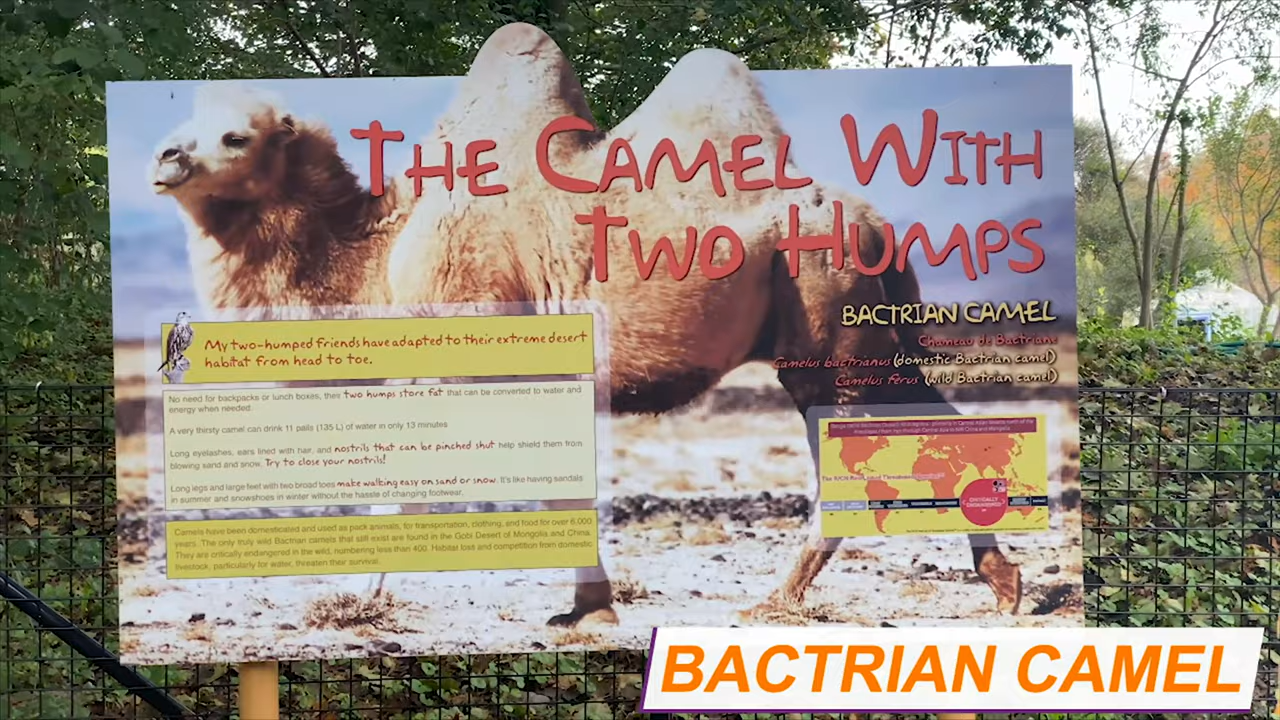 THE CAMEL WITH
TWO HUMPS
BACTRIAN CAMEL
Chameau de Bactriane
Camelus bactrianus (domestic Bactrian camel)
Camelus ferus (wild Bactrian camel)
My two-humped friends have adapted to their extreme desert
habitat from head to toe.
No need for backpacks or lunch boxes, their two humps store fat that can be converted to water and
energy when needed.
A very thirsty camel can drink 11 pails (135 L) of water in only 13 minutes
Long eyelashes, ears lined with hair, and nostrils that can be pinched shut help shield them from
blowing sand and snow. Try to close your nostrils!
Long legs and large feet with two broad toes make walking easy on sand or snow. It's like having sandals
in summer and snowshoes in winter without the hassle of changing footwear.
Camels have been domesticated and used as pack animals, for transportation, clothing, and food for over 6,000
years. The only truly wild Bactrian camels that still exist are found in the Gobi Desert of Mongolia and China.
They are critically endangered in the wild, numbering less than 400. Habitat loss and competition from domestic
livestock, particularly for water, threaten their survival.
CRITICALLY
ENDANGERED
BACTRIAN CAMEL